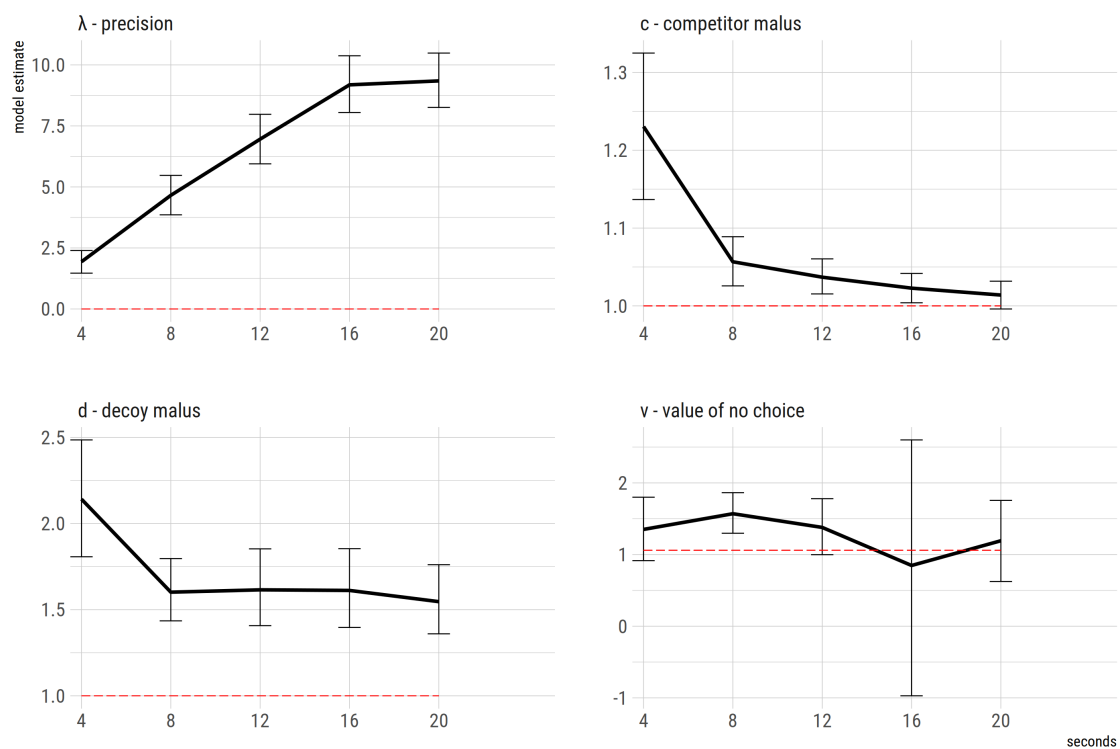 λ - precision
model estimate
10.0
7.5
5.0
2.5
0.0
4 8 12 16 20
c - competitor malus
1.3
1.2
1.1
1.0
4 8 12 16 20
d - decoy malus
2.5
2.0
1.5
1.0
4 8 12 16 20
v - value of no choice
2
1
0
-1
4 8 12 16 20
seconds